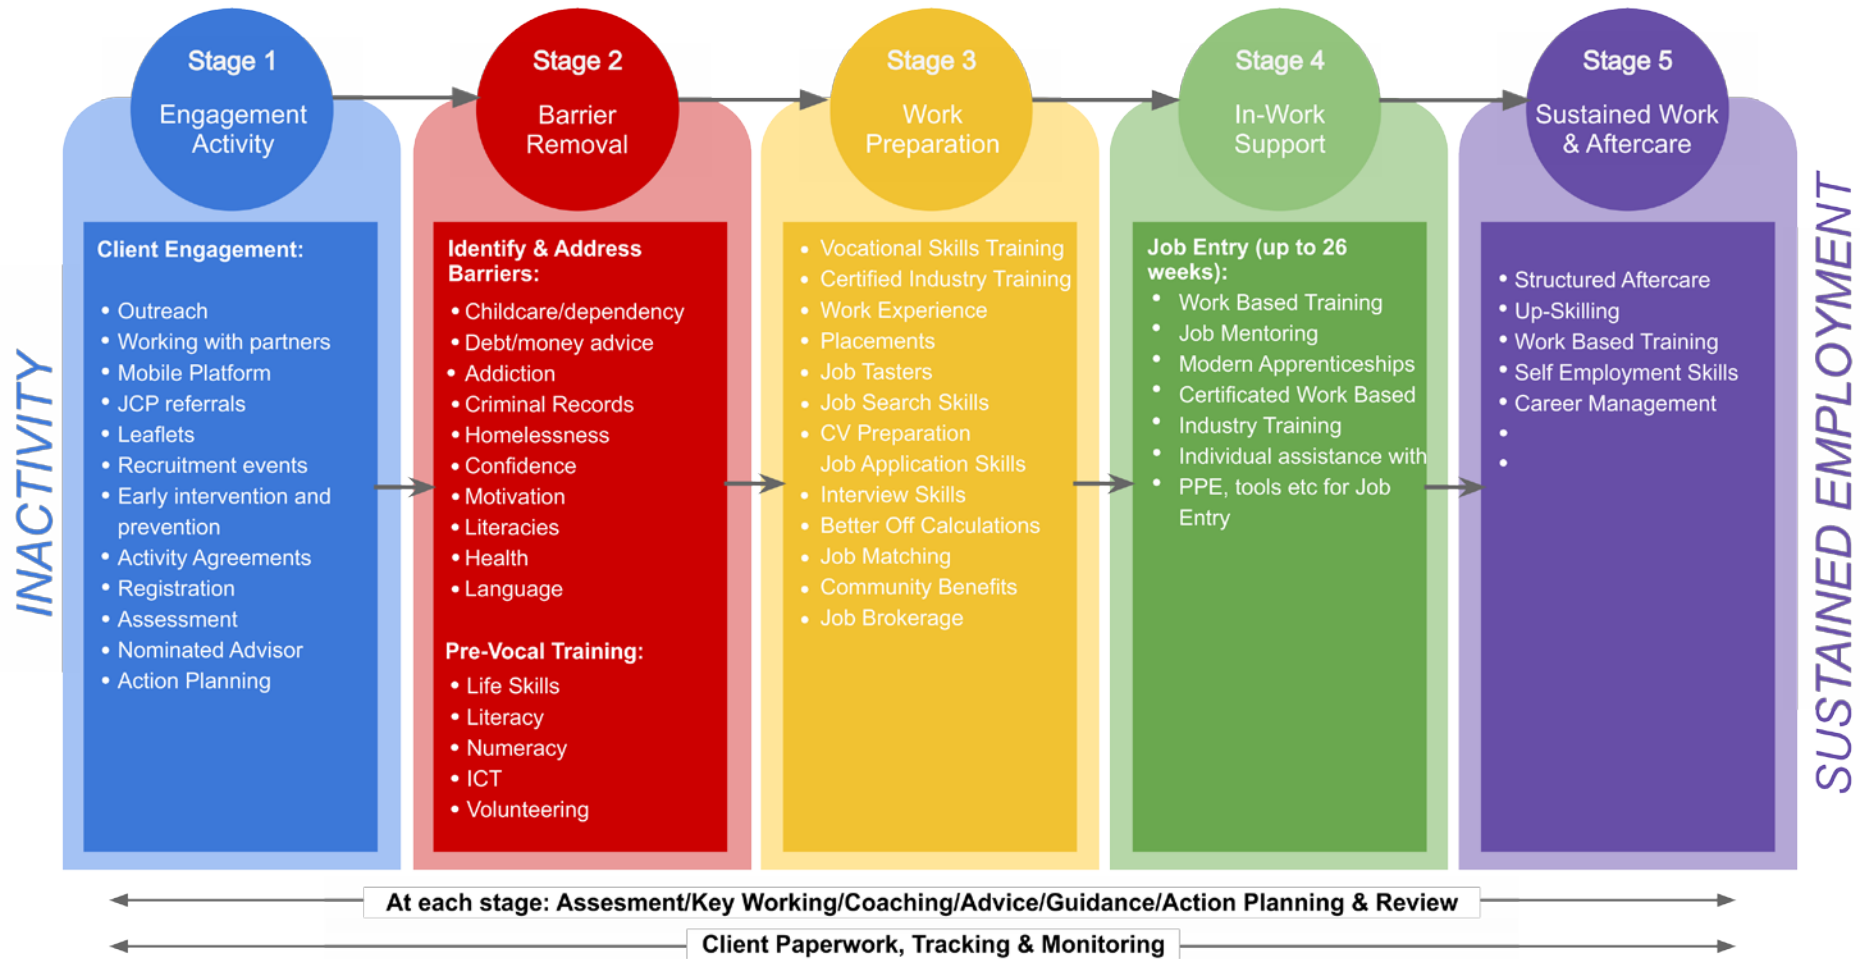 Stage 1
Engagement
Activity
Stage 2
Barrier
Removal
Stage 3
Work
Preparation
Stage 4
In-Work
Support
Stage 5
Sustained Work
& Aftercare
INACTIVITY
Client Engagement:
• Outreach
• Working with partners
• Mobile Platform
• JCP referrals
• Leaflets
• Recruitment events
• Early intervention and
prevention
• Activity Agreements
• Registration
• Assessment
• Nominated Advisor
• Action Planning
Identify & Address
Barriers:
• Childcare/dependency
• Debt/money advice
• Addiction
• Criminal Records
• Homelessness
• Confidence
• Motivation
• Literacies
• Health
• Language
Pre-Vocal Training:
• Life Skills
• Literacy
• Numeracy
• ICT
• Volunteering
• Vocational Skills Training
• Certified Industry Training
• Work Experience
• Placements
• Job Tasters
• Job Search Skills
• CV Preparation
Job Application Skills
• Interview Skills
• Better Off Calculations
• Job Matching
• Community Benefits
• Job Brokerage
Job Entry (up to 26
weeks):
• Work Based Training
• Job Mentoring
• Modern Apprenticeships
• Certificated Work Based
• Industry Training
• Individual assistance with
• PPE, tools etc for Job
Entry
• Structured Aftercare
• Up-Skilling
• Work Based Training
• Self Employment Skills
• Career Management
•
•
SUSTAINED EMPLOYMENT
At each stage: Assesment/Key Working/Coaching/Advice/Guidance/Action Planning & Review
Client Paperwork, Tracking & Monitoring